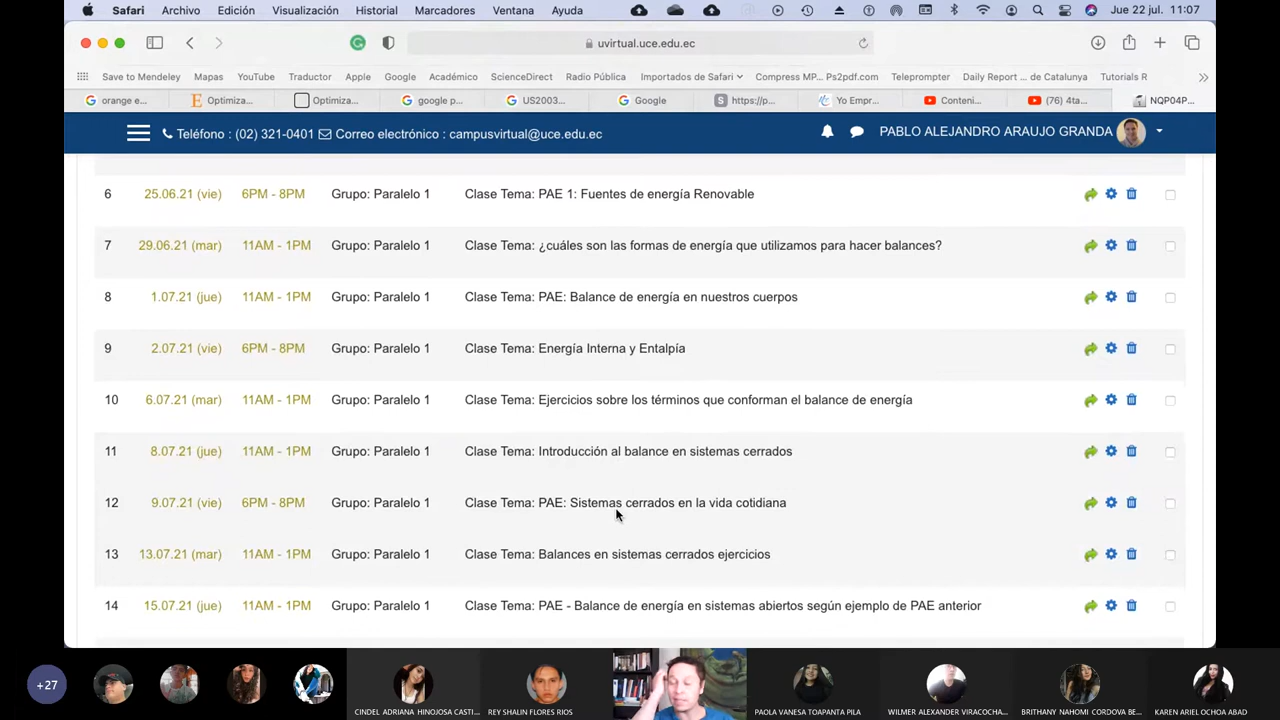 Safari Archivo Edición Visualización Historial Marcadores Ventana Ayuda Jue 22 jul. 11:07
uvirtual.uce.edu.ec
Save to Mendeley Mapas YouTube Traductor Apple Google Académico ScienceDirect Radio Pública Importados de Safari Compress MP... Ps2pdf.com Teleprompter Daily Report ... de Catalunya Tutorials R
orange e... Optimiza... Optimiza... google p... US2003... Google https://p... Yo Empr... Conteni... (76) 4ta... NQP04P...
Teléfono : (02) 321-0401 Correo electrónico : campusvirtual@uce.edu.ec PABLO ALEJANDRO ARAUJO GRANDA
6 25.06.21 (vie) 6PM - 8PM Grupo: Paralelo 1 Clase Tema: PAE 1: Fuentes de energía Renovable
7 29.06.21 (mar) 11AM - 1PM Grupo: Paralelo 1 Clase Tema: ¿cuáles son las formas de energía que utilizamos para hacer balances?
8 1.07.21 (jue) 11AM - 1PM Grupo: Paralelo 1 Clase Tema: PAE: Balance de energía en nuestros cuerpos
9 2.07.21 (vie) 6PM - 8PM Grupo: Paralelo 1 Clase Tema: Energía Interna y Entalpía
10 6.07.21 (mar) 11AM - 1PM Grupo: Paralelo 1 Clase Tema: Ejercicios sobre los términos que conforman el balance de energía
11 8.07.21 (jue) 11AM - 1PM Grupo: Paralelo 1 Clase Tema: Introducción al balance en sistemas cerrados
12 9.07.21 (vie) 6PM - 8PM Grupo: Paralelo 1 Clase Tema: PAE: Sistemas cerrados en la vida cotidiana
13 13.07.21 (mar) 11AM - 1PM Grupo: Paralelo 1 Clase Tema: Balances en sistemas cerrados ejercicios
14 15.07.21 (jue) 11AM - 1PM Grupo: Paralelo 1 Clase Tema: PAE - Balance de energía en sistemas abiertos según ejemplo de PAE anterior
+27
CINDEL ADRIANA HINOJOSA CASTI... REY SHALIN FLORES RIOS PAOLA VANESA TOAPANTA PILA WILMER ALEXANDER VIRACOCHA... BRITHANY NAHOMI CORDOVA BE... KAREN ARIEL OCHOA ABAD